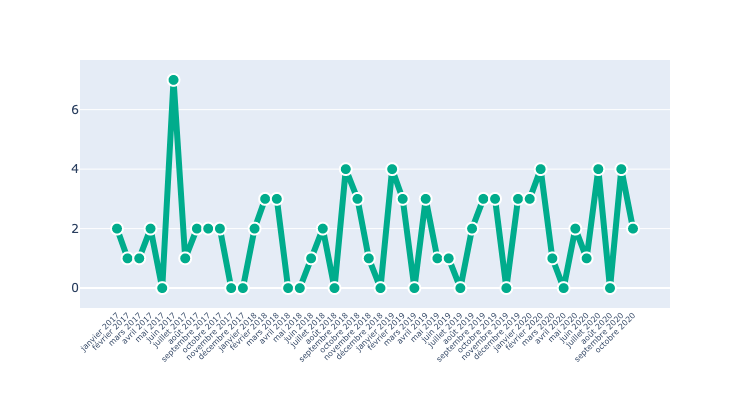 6
4
2
0
janvier 2017
février 2017
mars 2017
avril 2017
mai 2017
juin 2017
juillet 2017
août 2017
septembre 2017
octobre 2017
novembre 2017
décembre 2017
janvier 2018
février 2018
mars 2018
avril 2018
mai 2018
juin 2018
juillet 2018
août 2018
septembre 2018
octobre 2018
novembre 2018
décembre 2018
janvier 2019
février 2019
mars 2019
avril 2019
mai 2019
juin 2019
juillet 2019
août 2019
septembre 2019
octobre 2019
novembre 2019
décembre 2019
janvier 2020
février 2020
mars 2020
avril 2020
mai 2020
juin 2020
juillet 2020
août 2020
septembre 2020
octobre 2020